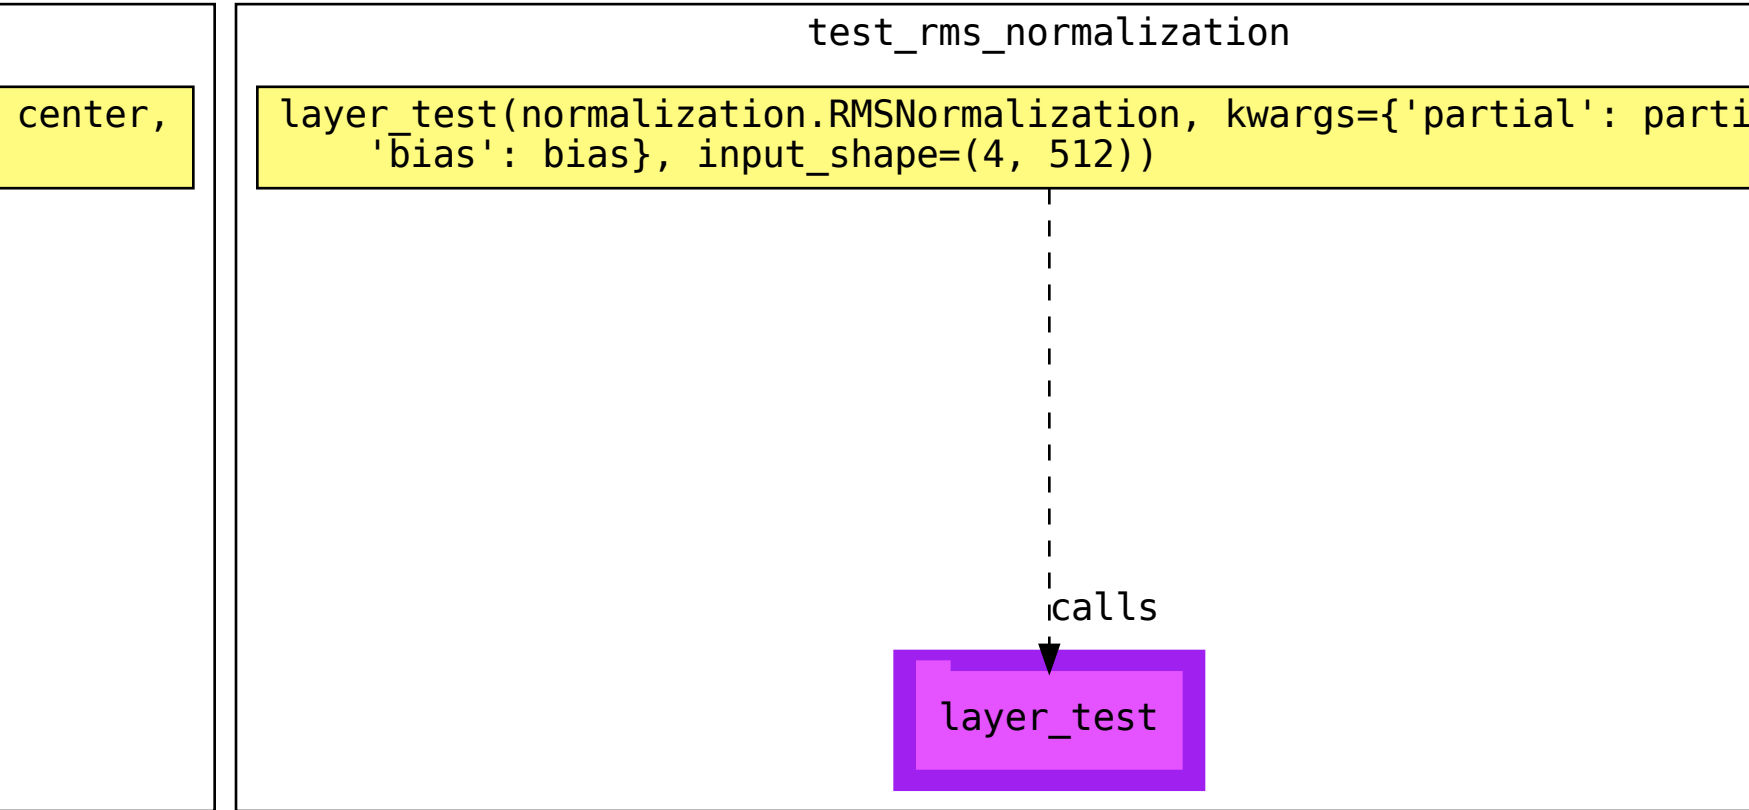 test_rms_normalization
center,
layer_test(normalization.RMSNormalization, kwargs={'partial': parti
'bias': bias}, input_shape=(4, 512))
calls
layer_test